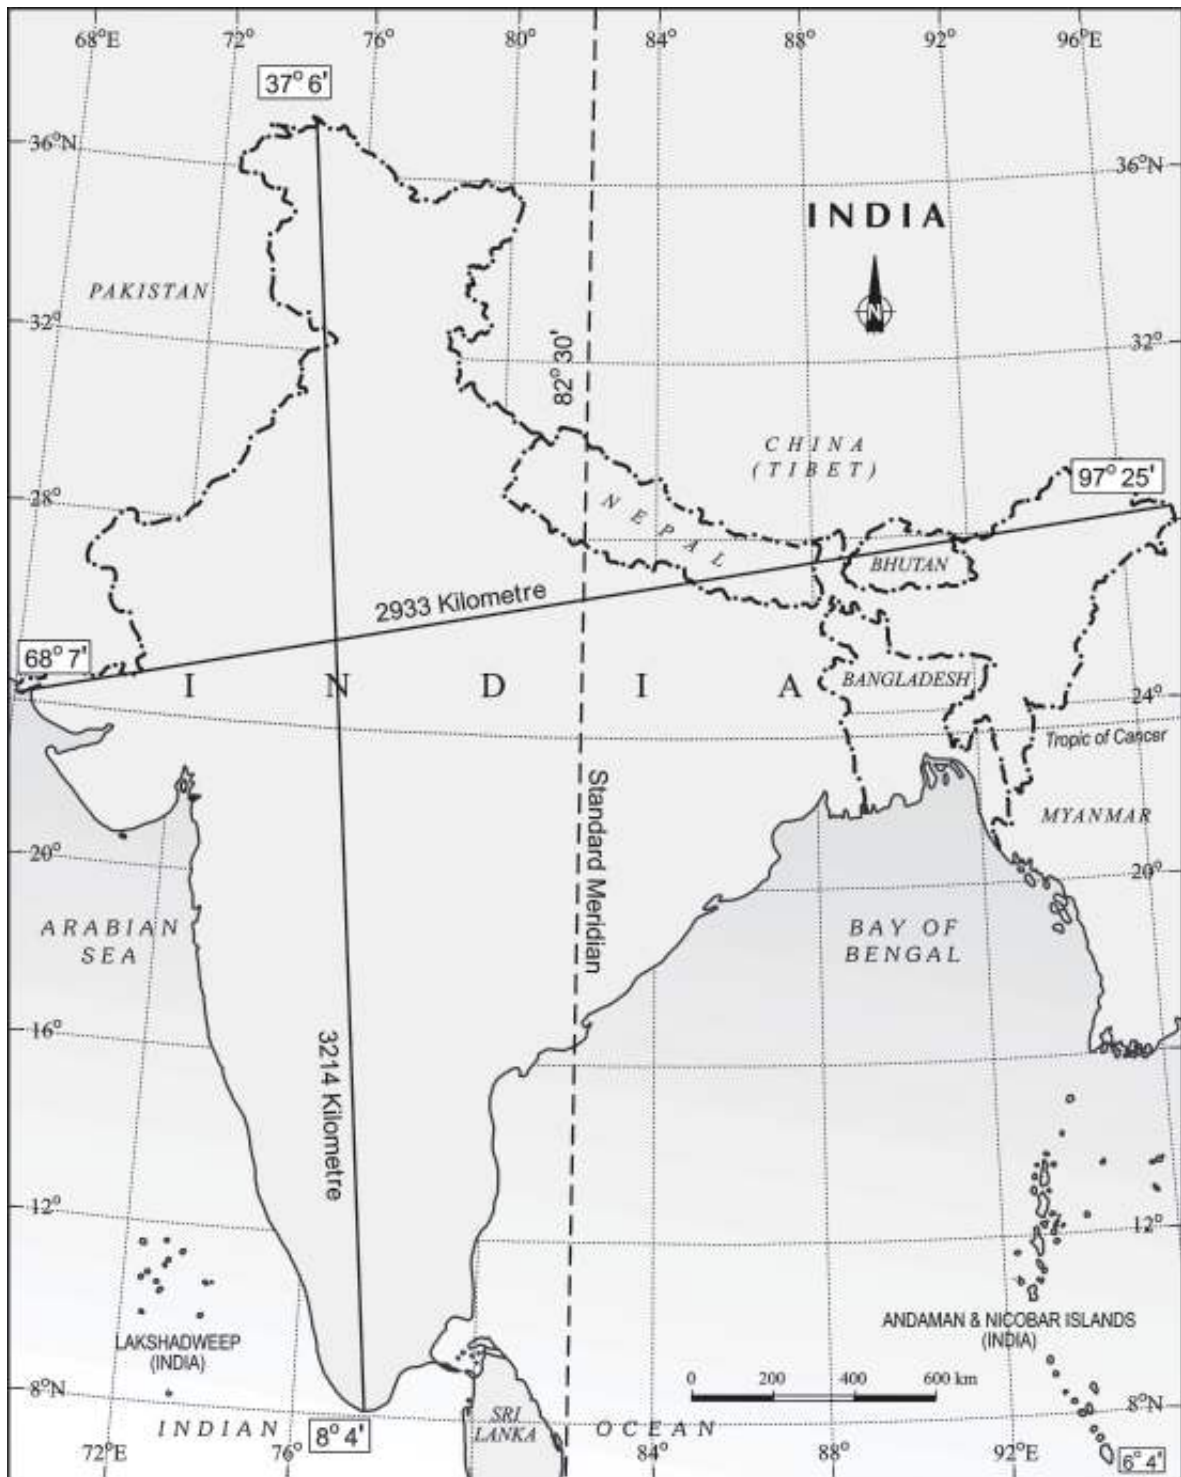 68°E 72° 76° 80° 84° 88° 92° 96°E
37° 6'
36°N
36°N
INDIA
N
PAKISTAN
32°
32°
82° 30'
CHINA
(TIBET)
97° 25'
28°
NEPAL
BHUTAN
2933 Kilometre
68° 7'
INDIA
BANGLADESH
24°
Tropic of Cancer
Standard Meridian
MYANMAR
20°
20°
ARABIAN
SEA
BAY OF
BENGAL
16°
3214 Kilometre
12°
12°
LAKSHADWEEP
(INDIA)
ANDAMAN & NICOBAR ISLANDS
(INDIA)
0 200 400 600 km
8°N
8°N
INDIAN OCEAN
8° 4'
SRI
LANKA
6° 4'
72°E 76° 80° 84° 88° 92°E